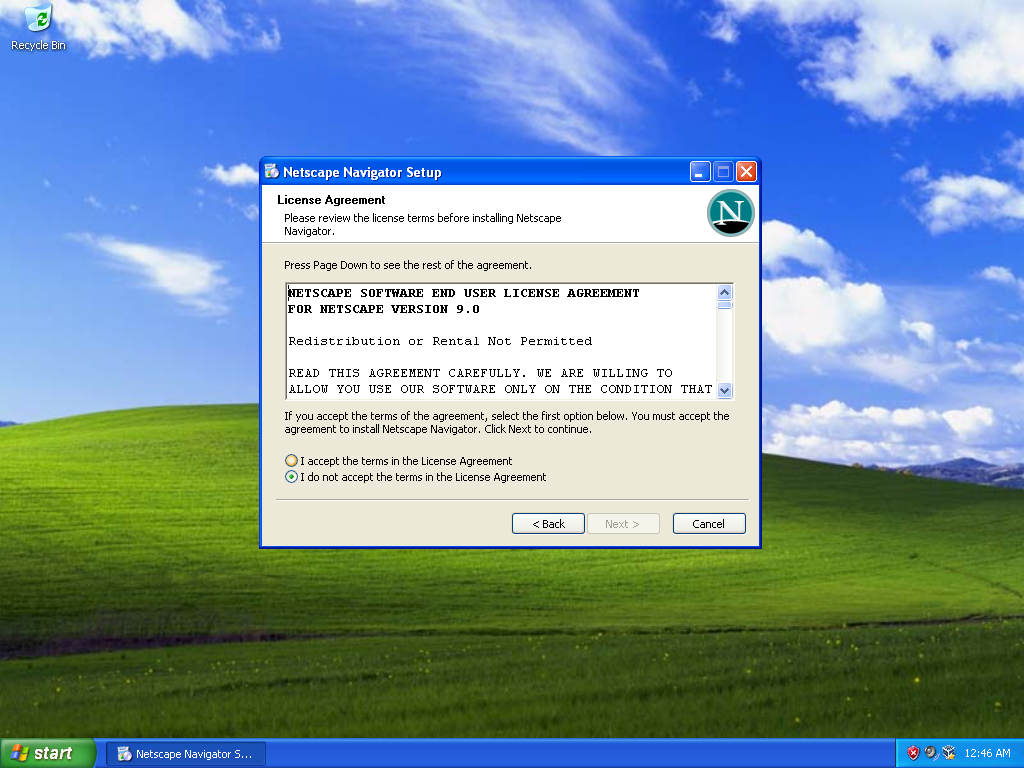 Recycle Bin
Netscape Navigator Setup
License Agreement
Please review the license terms before installing Netscape
Navigator.
N
Press Page Down to see the rest of the agreement.
NETSCAPE SOFTWARE END USER LICENSE AGREEMENT
FOR NETSCAPE VERSION 9.0
Redistribution or Rental Not Permitted
READ THIS AGREEMENT CAREFULLY. WE ARE WILLING TO
ALLOW YOU USE OUR SOFTWARE ONLY ON THE CONDITION THAT
If you accept the terms of the agreement, select the first option below. You must accept the
agreement to install Netscape Navigator. Click Next to continue.
I accept the terms in the License Agreement
I do not accept the terms in the License Agreement
< Back
Next >
Cancel
start
Netscape Navigator S...
12:46 AM